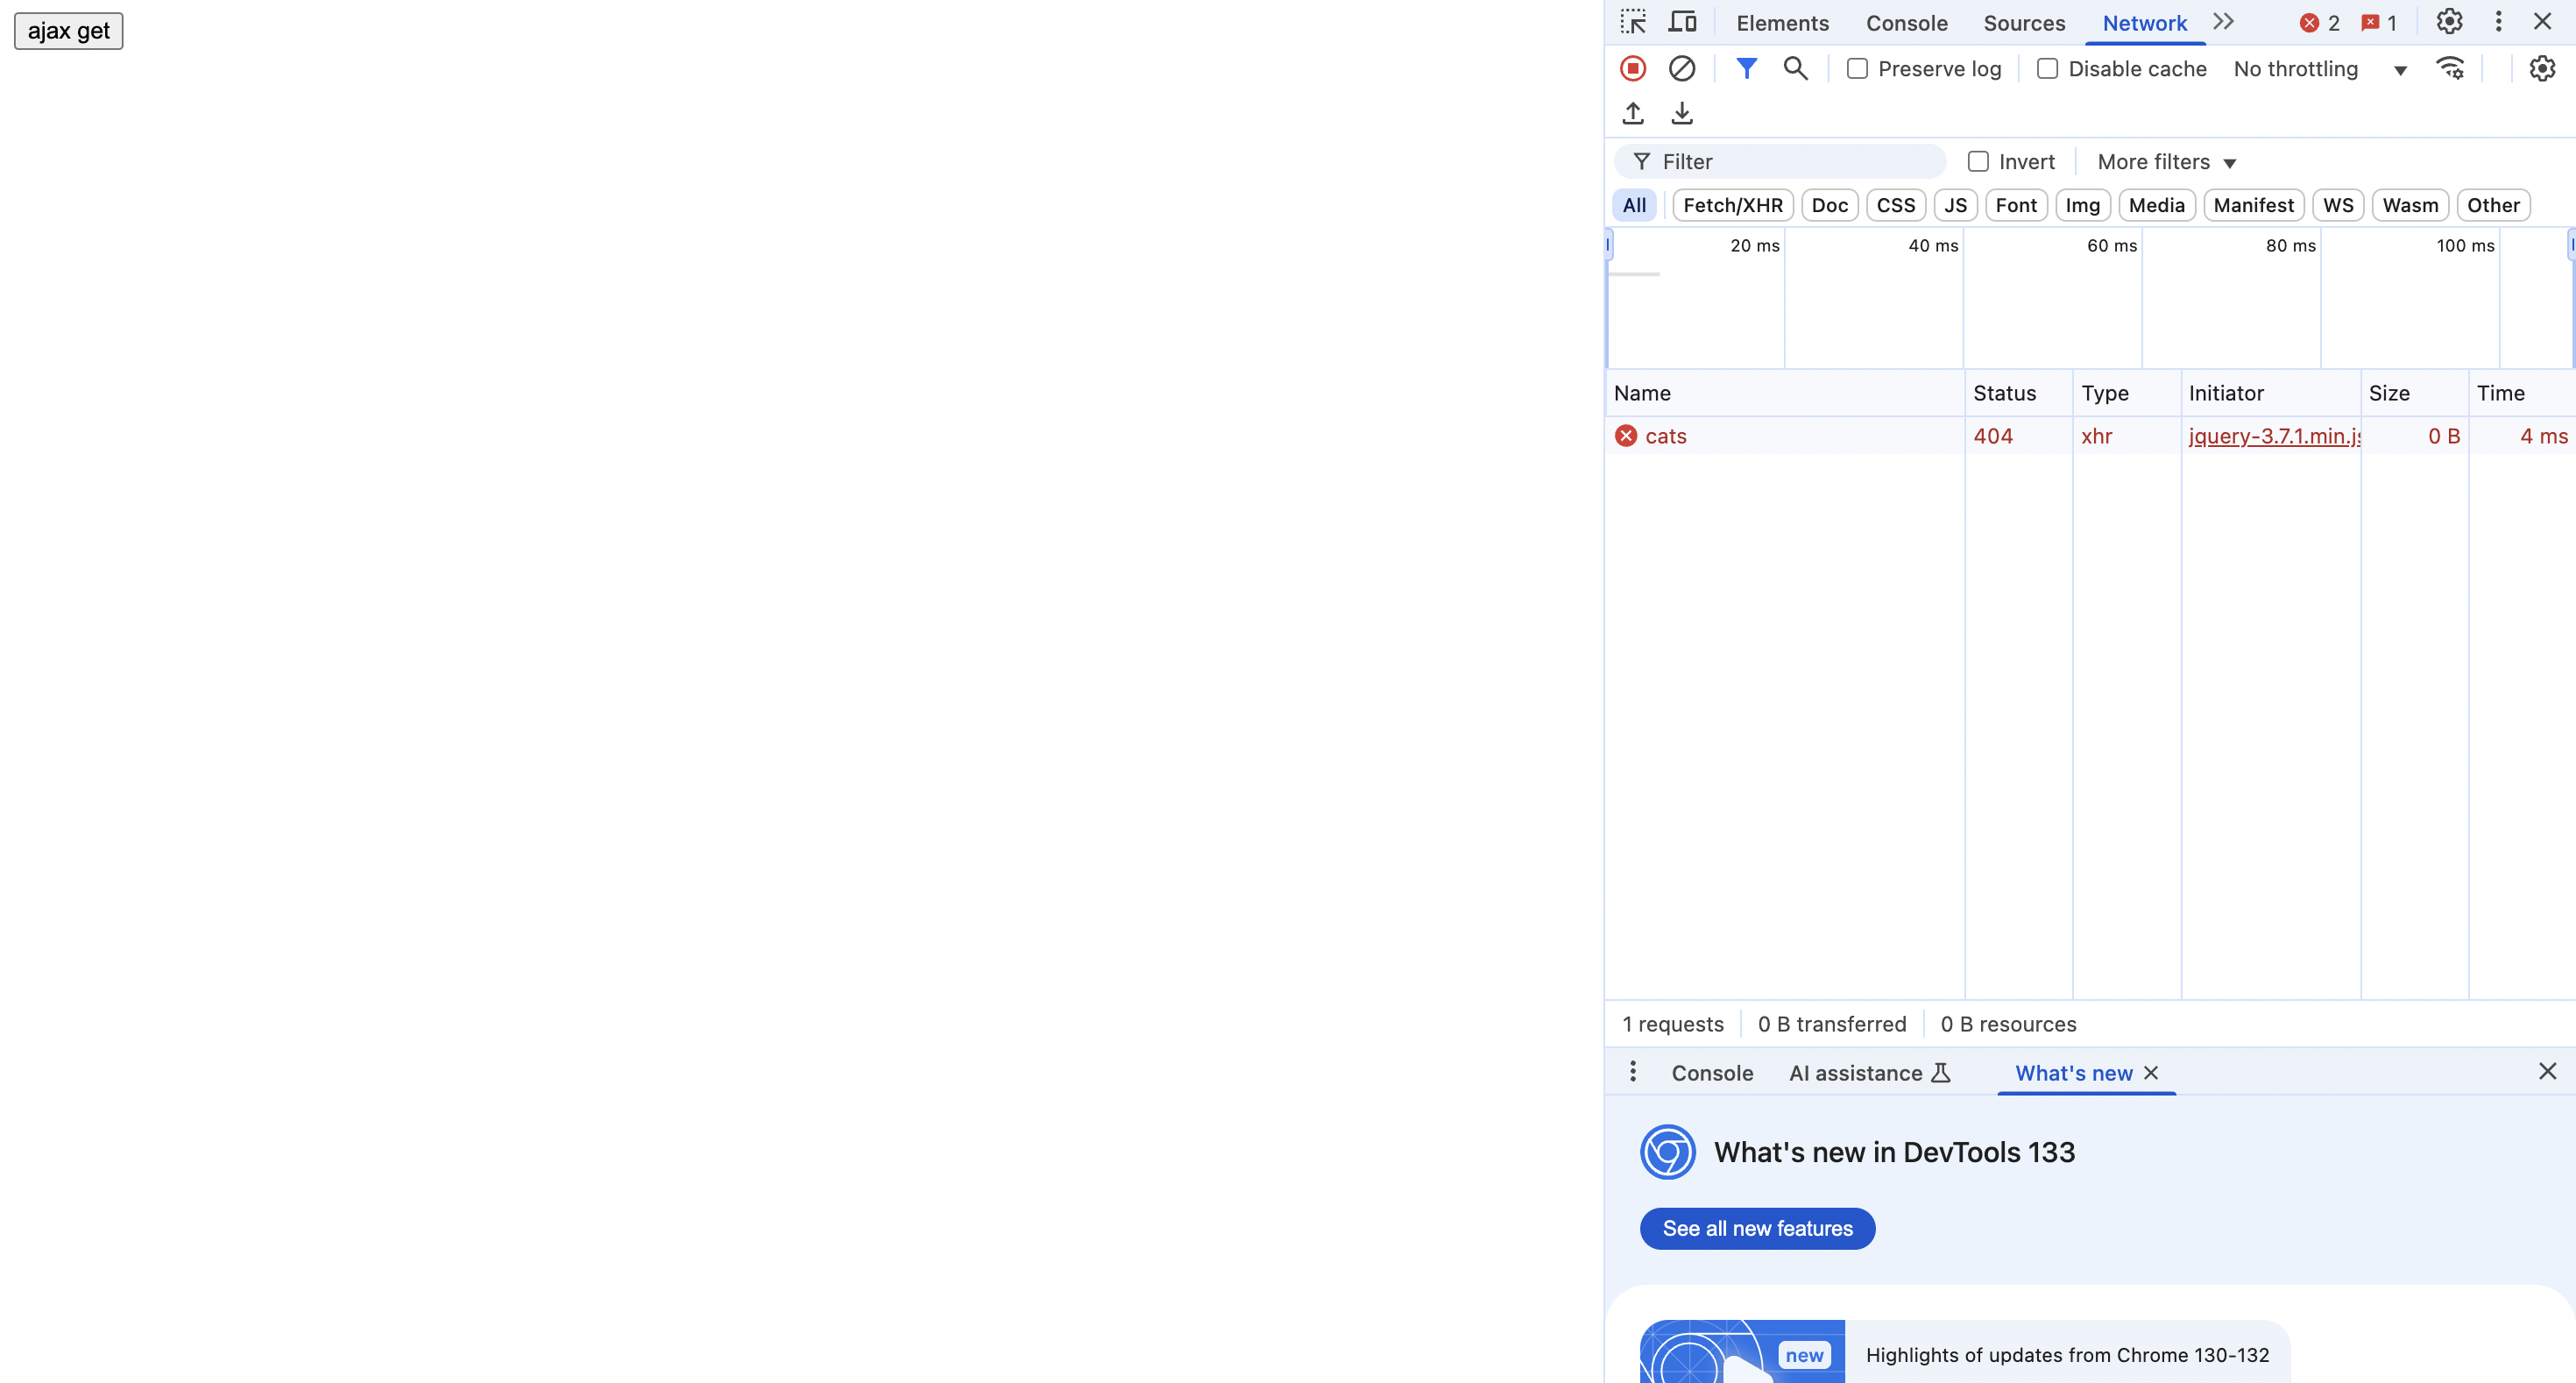 ajax get
Elements Console Sources Network 2 1
Preserve log Disable cache No throttling
Filter Invert More filters
All Fetch/XHR Doc CSS JS Font Img Media Manifest WS Wasm Other
20 ms 40 ms 60 ms 80 ms 100 ms
Name Status Type Initiator Size Time
cats 404 xhr jquery-3.7.1.min.js 0 B 4 ms
1 requests 0 B transferred 0 B resources
Console AI assistance What's new
What's new in DevTools 133
See all new features
new Highlights of updates from Chrome 130-132